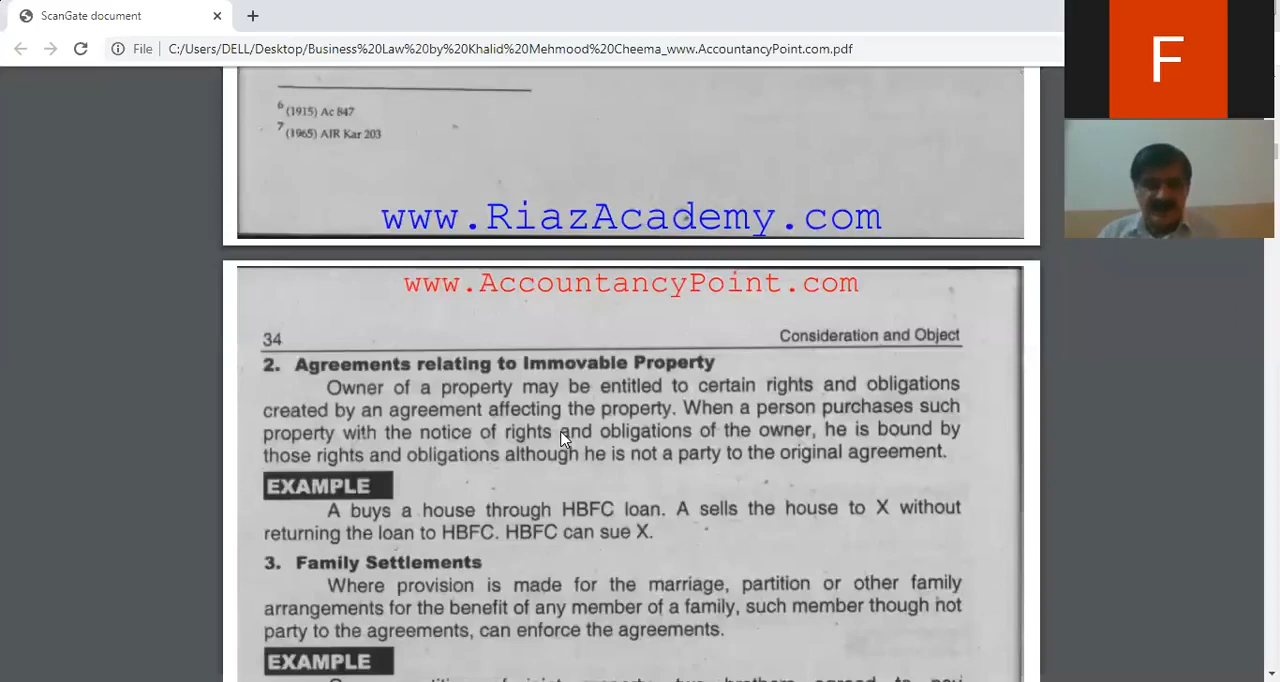 ScanGate document
File
C:/Users/DELL/Desktop/Business%20Law%20by%20Khalid%20Mehmood%20Cheema_www.AccountancyPoint.com.pdf
F
6 (1915) Ac 847
7 (1965) AIR Kar 203
www.RiazAcademy.com
www.AccountancyPoint.com
34 Consideration and Object
2. Agreements relating to Immovable Property
Owner of a property may be entitled to certain rights and obligations
created by an agreement affecting the property. When a person purchases such
property with the notice of rights and obligations of the owner, he is bound by
those rights and obligations although he is not a party to the original agreement.
EXAMPLE
A buys a house through HBFC loan. A sells the house to X without
returning the loan to HBFC. HBFC can sue X.
3. Family Settlements
Where provision is made for the marriage, partition or other family
arrangements for the benefit of any member of a family, such member though not
party to the agreements, can enforce the agreements.
EXAMPLE